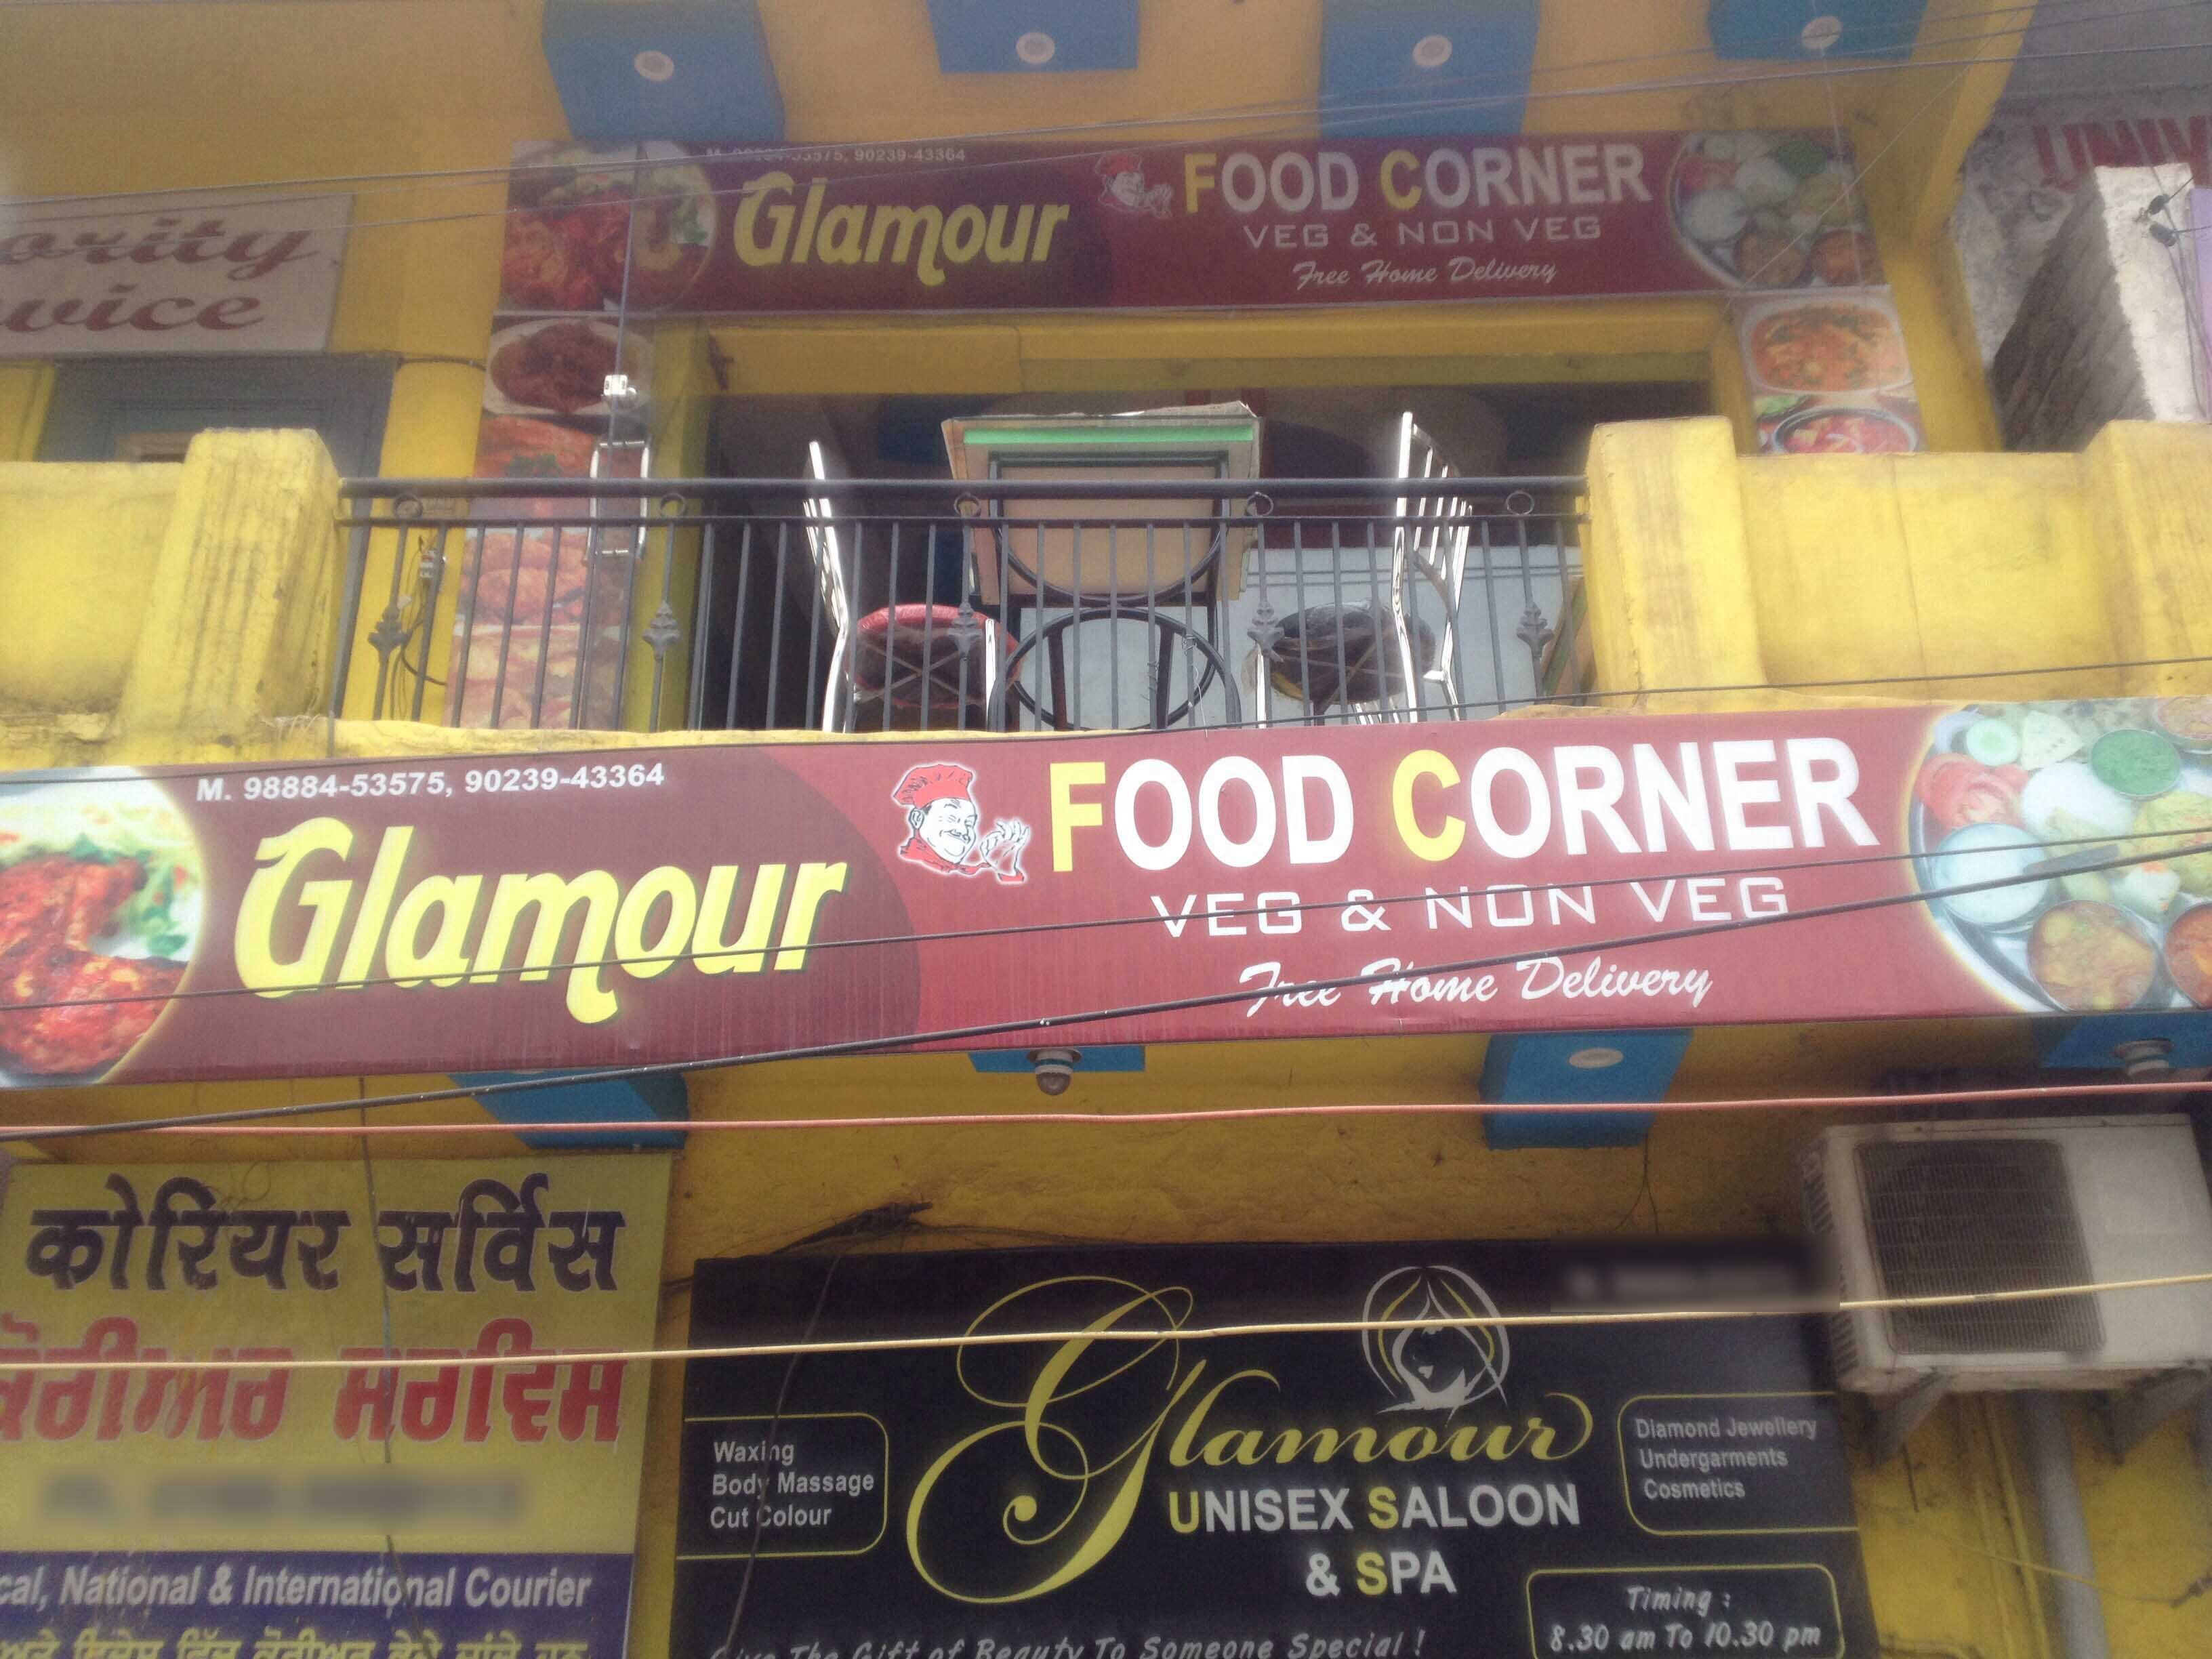 M. 98884-53575, 90239-43364
Glamour
FOOD CORNER
VEG & NON VEG
Free Home Delivery
UNIV
ority
M. 98884-53575, 90239-43364
Glamour
FOOD CORNER
VEG & NON VEG
Free Home Delivery
कोरियर सर्विस
ਕੋਰੀਅਰ ਸਰਵਿਸ
National & International Courier
Glamour
UNISEX SALOON
& SPA
Waxing
Body Massage
Cut Colour
Diamond Jewellery
Undergarments
Cosmetics
Timing :
8.30 am To 10.30 pm
Give The Gift of Beauty To Someone Special !